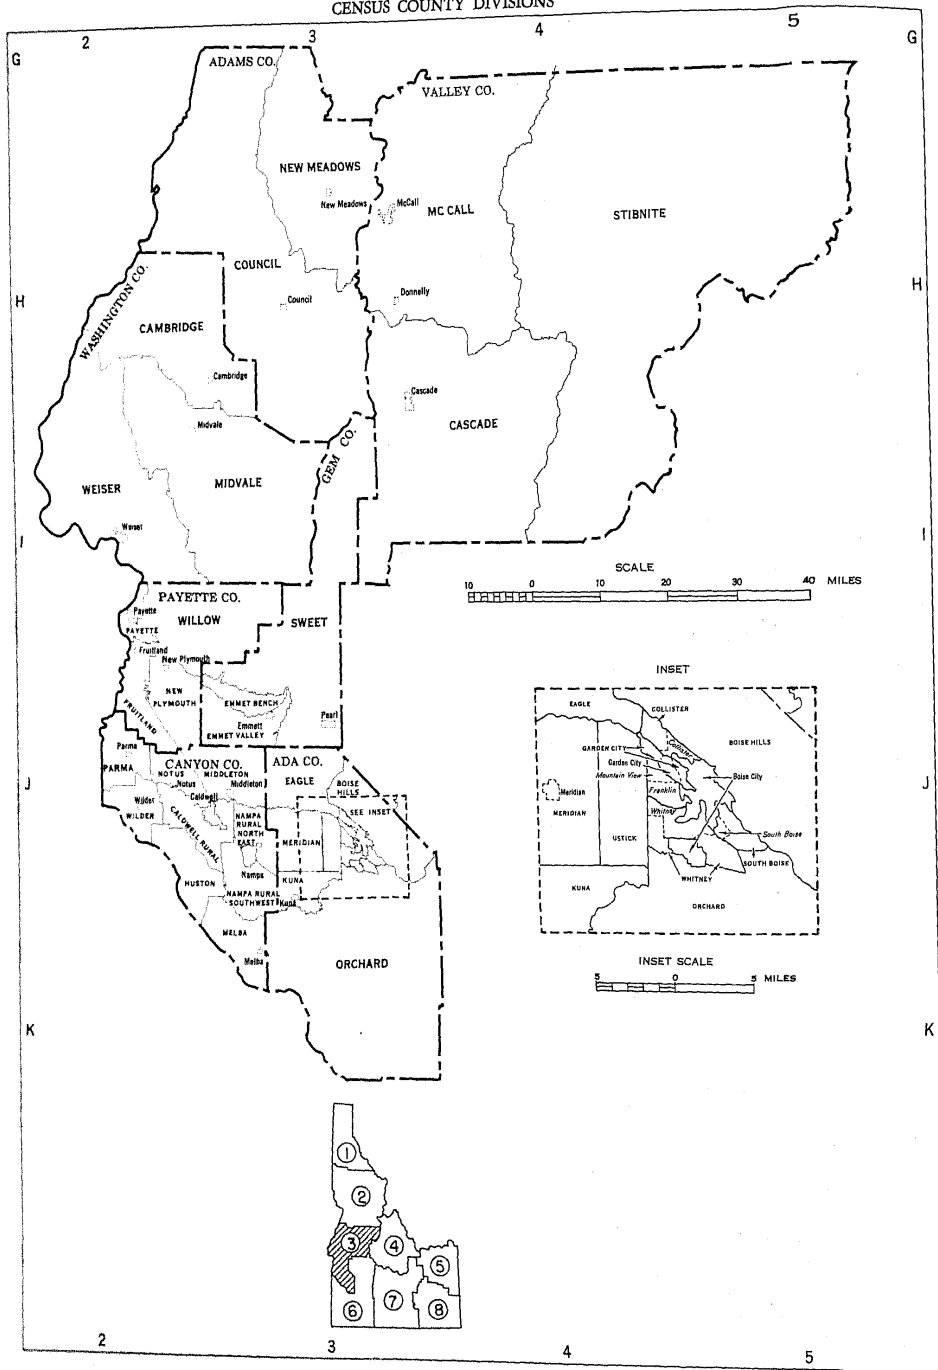 CENSUS COUNTY DIVISIONS
2 3 4 5
G G
ADAMS CO.
VALLEY CO.
NEW MEADOWS
New Meadows
McCall
MC CALL
STIBNITE
WASHINGTON CO.
COUNCIL
Council
Donnelly
H H
CAMBRIDGE
Cambridge
Cascade
CASCADE
Midvale
GEM CO.
WEISER
MIDVALE
Weiser
I I
SCALE
10 0 10 20 30 40 MILES
PAYETTE CO.
Payette
WILLOW
SWEET
PAYETTE
Fruitland
New Plymouth
NEW
PLYMOUTH
FRUITLAND
EMMET BENCH
Emmett
EMMET VALLEY
Pearl
Parma
PARMA
CANYON CO.
ADA CO.
NOTUS
MIDDLETON
EAGLE
Notus
Middleton
BOISE
HILLS
J J
Wilder
WILDER
Caldwell
CALDWELL RURAL
NAMPA
RURAL
NORTH
EAST
SEE INSET
MERIDIAN
Nampa
KUNA
HUSTON
NAMPA RURAL
SOUTHWEST
Kuna
MELBA
Melba
ORCHARD
INSET
EAGLE
COLLISTER
Collister
BOISE HILLS
GARDEN CITY
Garden City
Mountain View
Boise City
Meridian
Franklin
MERIDIAN
Whitney
USTICK
South Boise
SOUTH BOISE
WHITNEY
KUNA
ORCHARD
INSET SCALE
5 0 5 MILES
K K
1
2
3
4
5
6
7
8
2 3 4 5